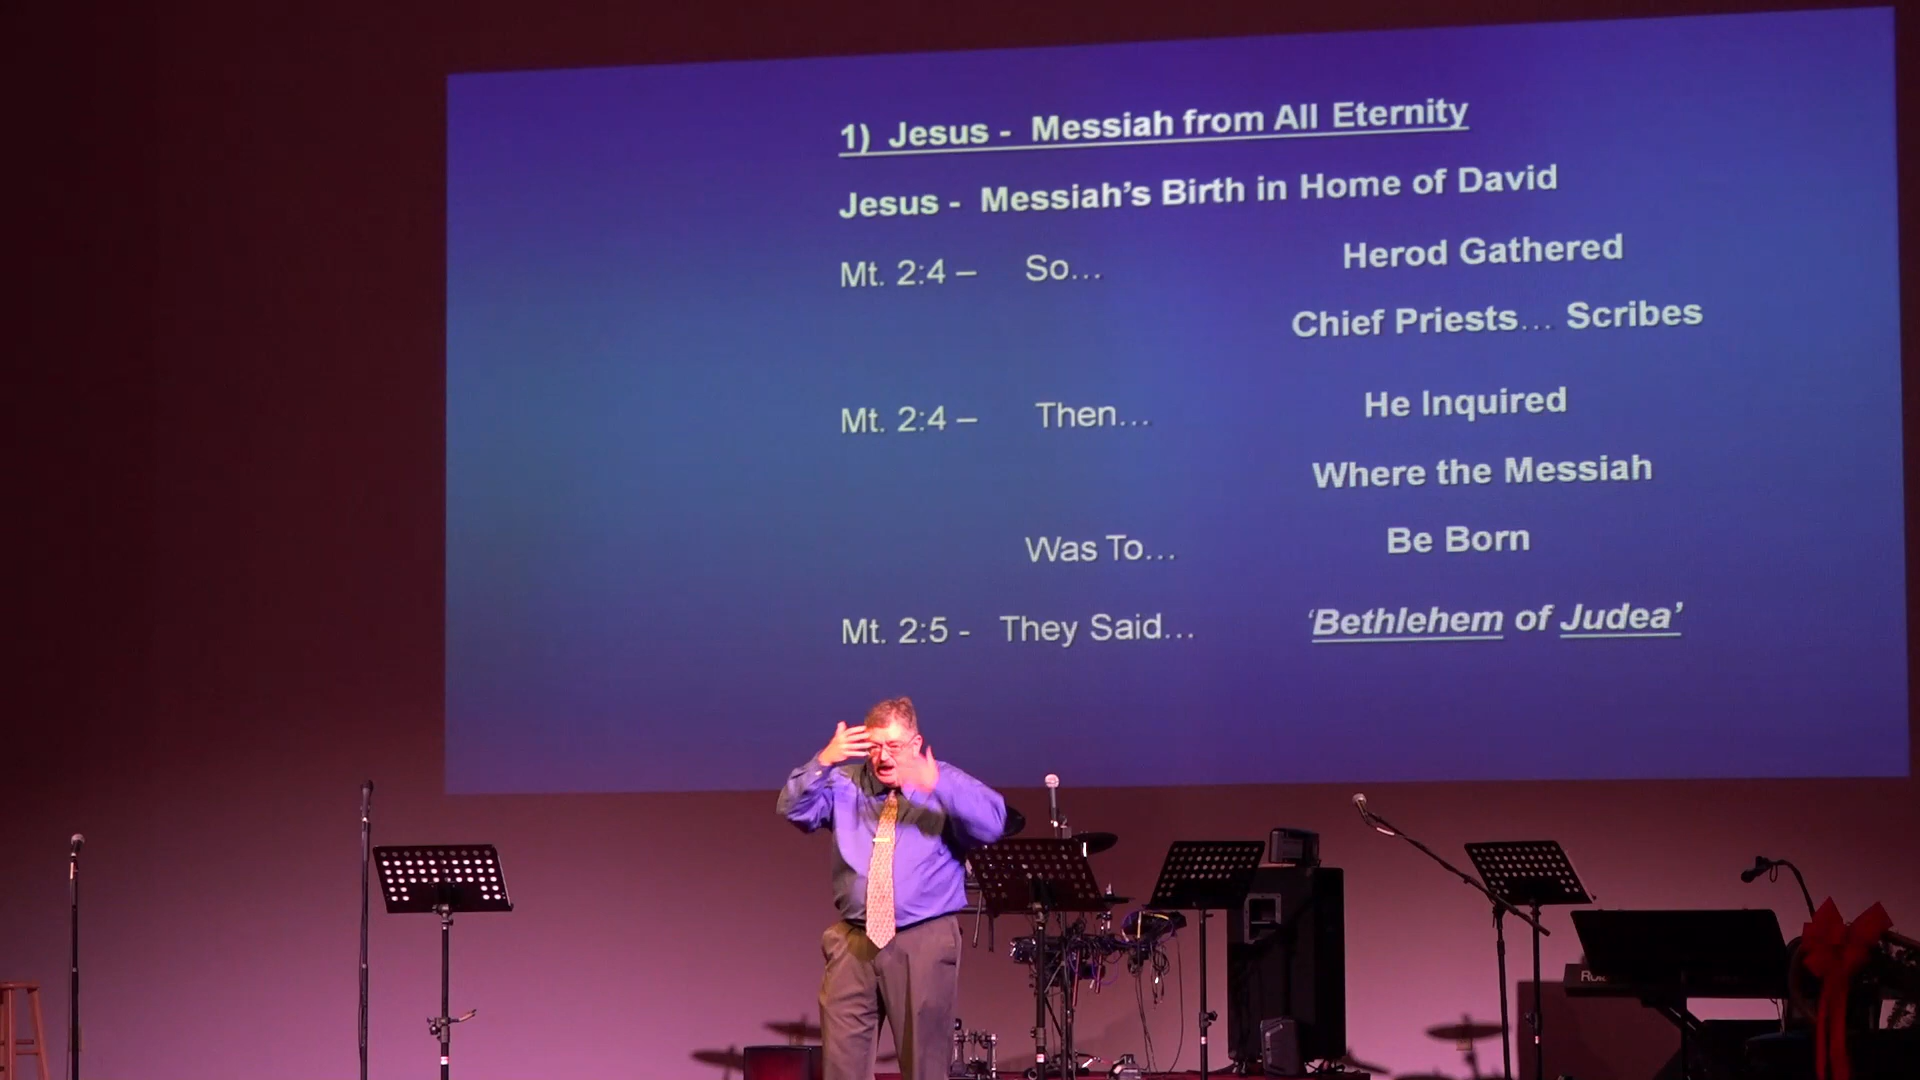 1) Jesus - Messiah from All Eternity
Jesus - Messiah's Birth in Home of David
Mt. 2:4 – So… Herod Gathered
Chief Priests… Scribes
Mt. 2:4 – Then… He Inquired
Where the Messiah
Was To… Be Born
Mt. 2:5 - They Said… ‘Bethlehem of Judea’